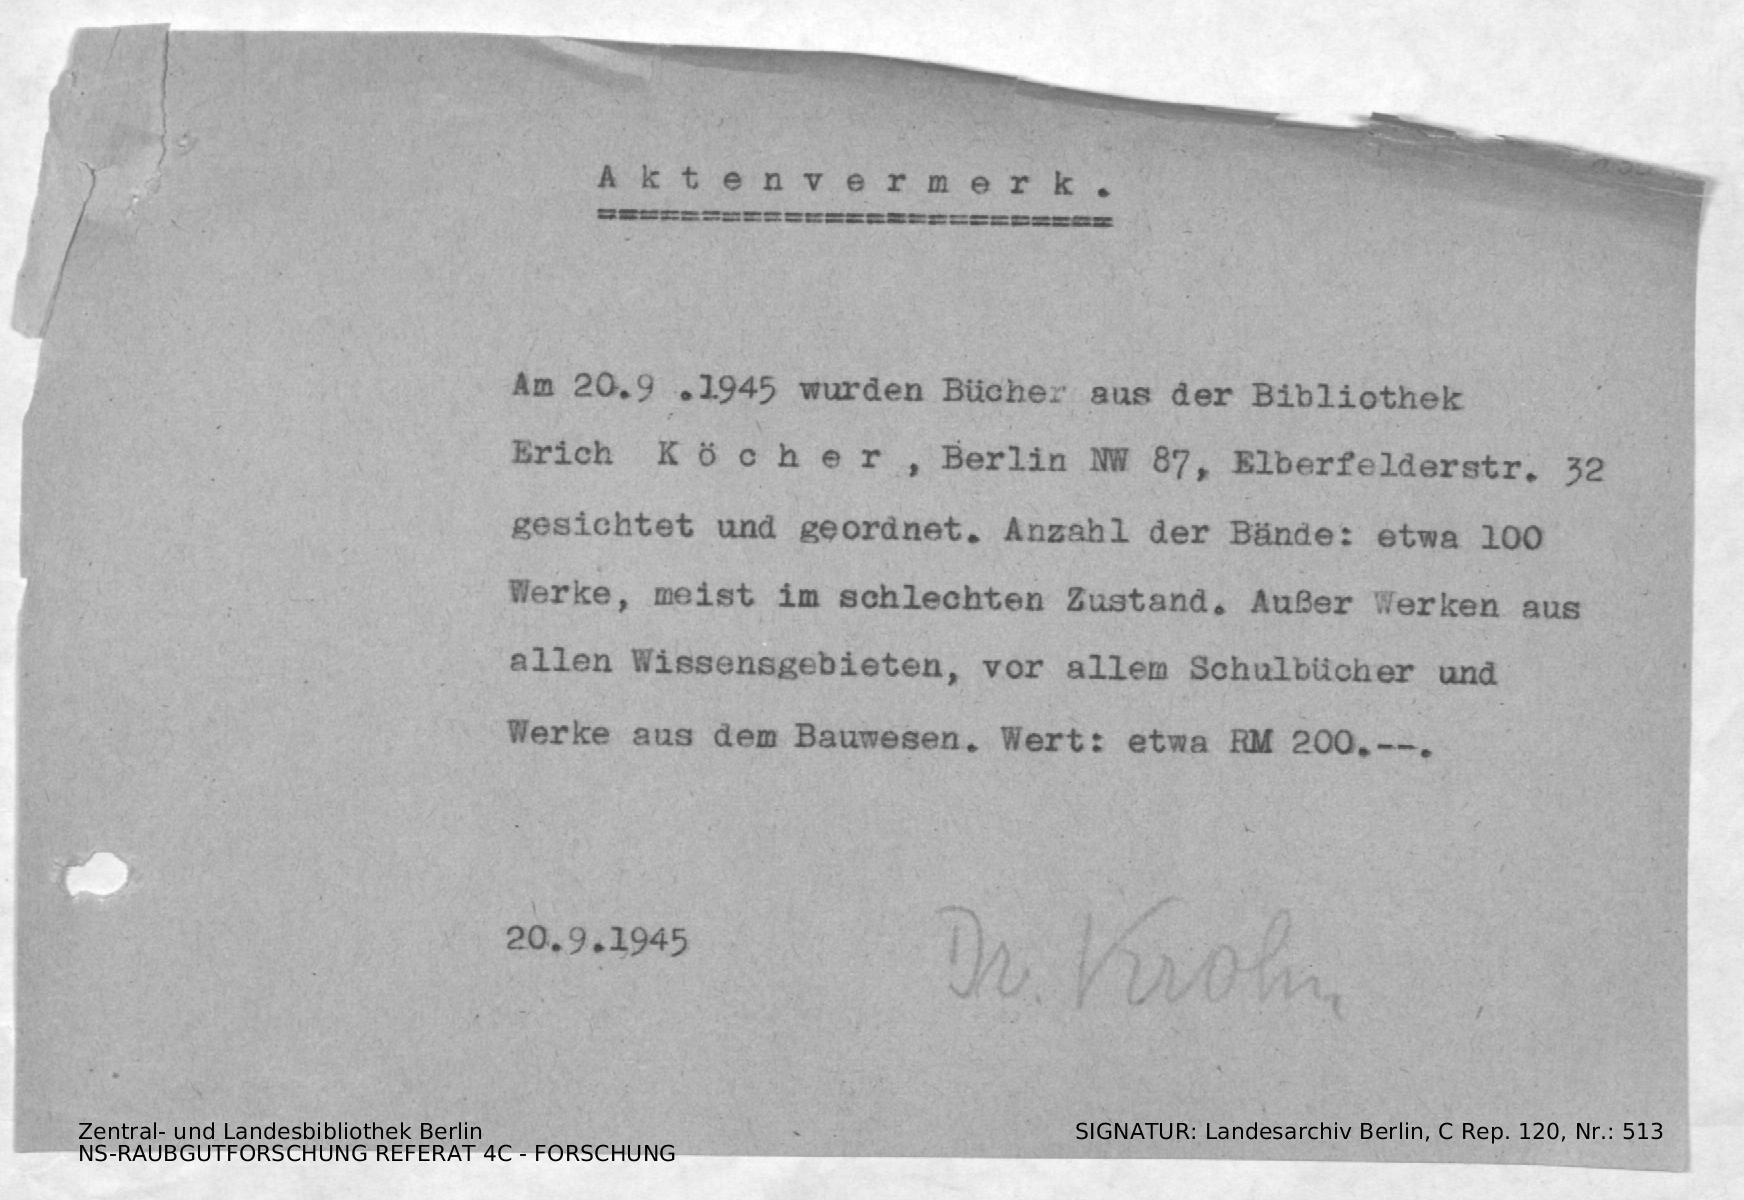 A k t e n v e r m e r k .
=========================
Am 20.9 .1945 wurden Bücher aus der Bibliothek
Erich K ö c h e r , Berlin NW 87, Elberfelderstr. 32
gesichtet und geordnet. Anzahl der Bände: etwa 100
Werke, meist im schlechten Zustand. Außer Werken aus
allen Wissensgebieten, vor allem Schulbücher und
Werke aus dem Bauwesen. Wert: etwa RM 200.--.
20.9.1945
Dr. Krohn
Zentral- und Landesbibliothek Berlin
NS-RAUBGUTFORSCHUNG REFERAT 4C - FORSCHUNG
SIGNATUR: Landesarchiv Berlin, C Rep. 120, Nr.: 513